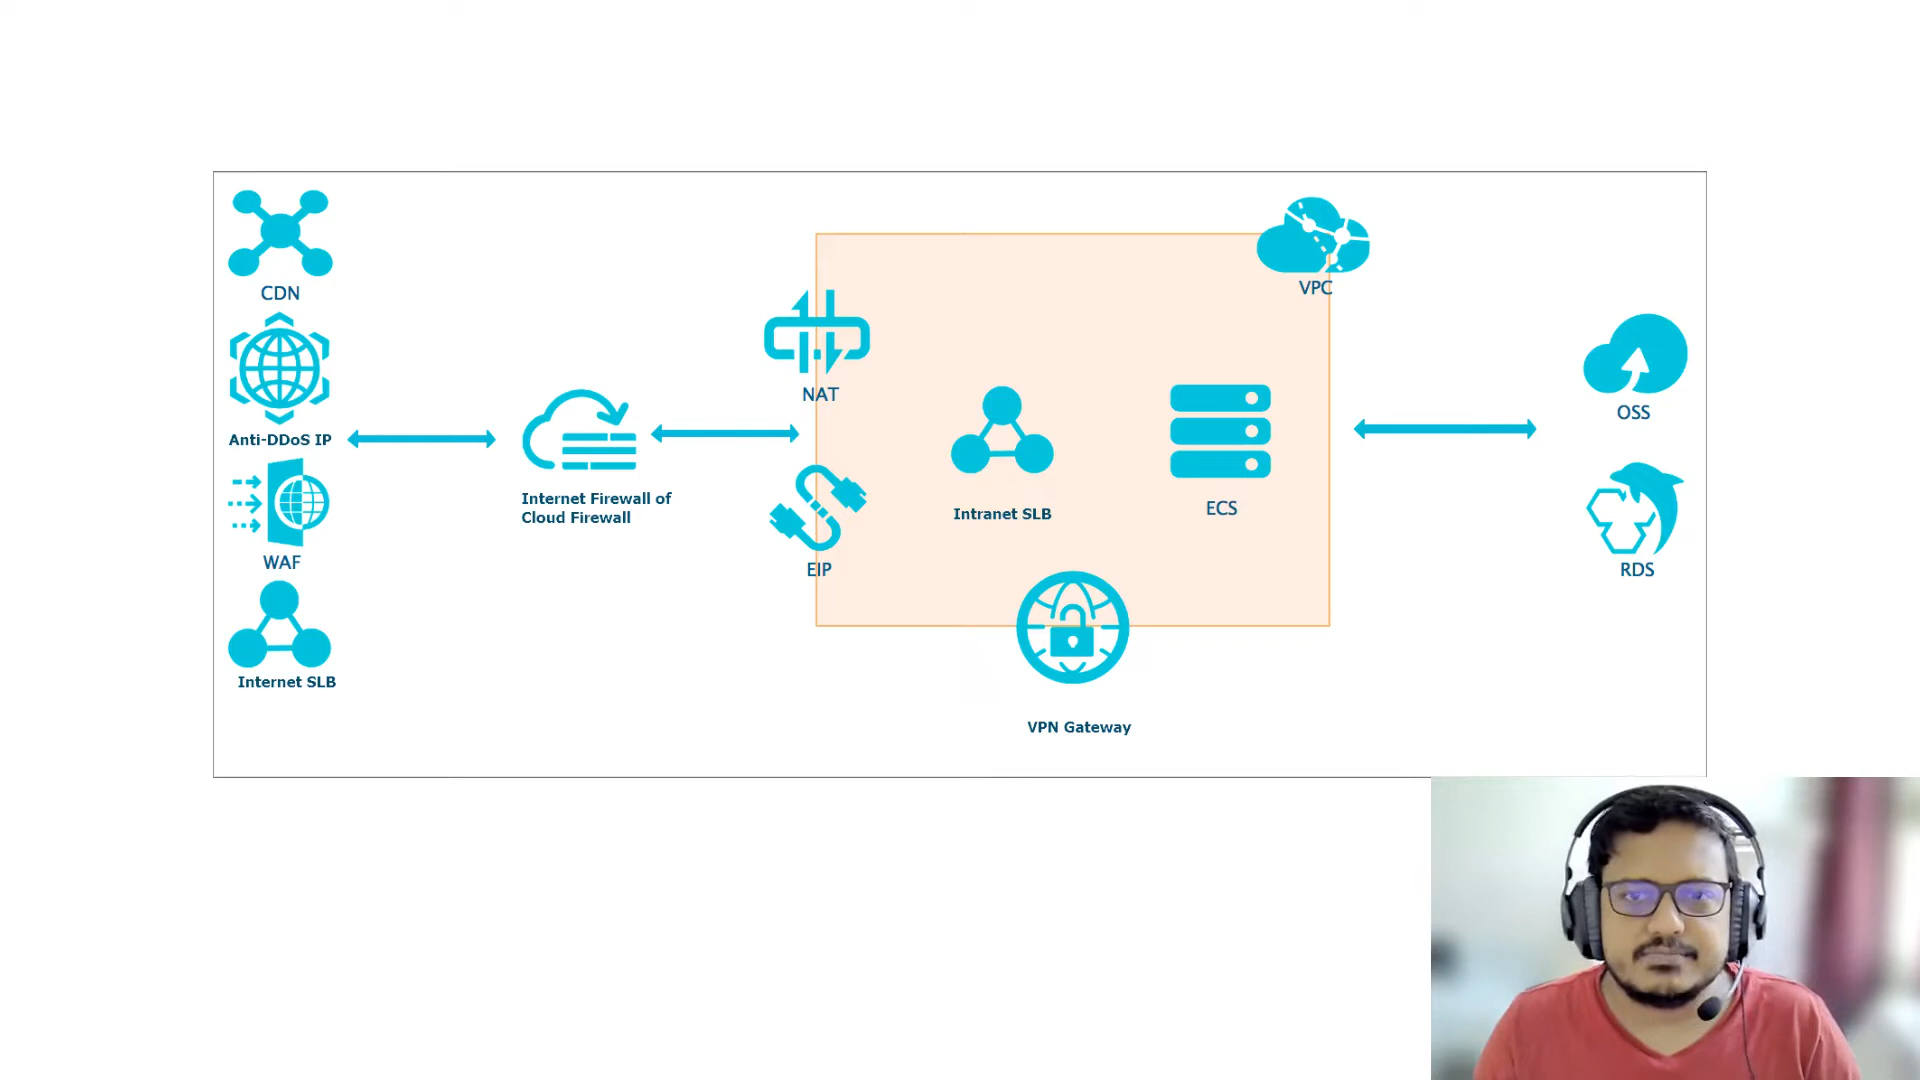 CDN
Anti-DDoS IP
WAF
Internet SLB
Internet Firewall of
Cloud Firewall
NAT
EIP
Intranet SLB
ECS
VPC
VPN Gateway
OSS
RDS